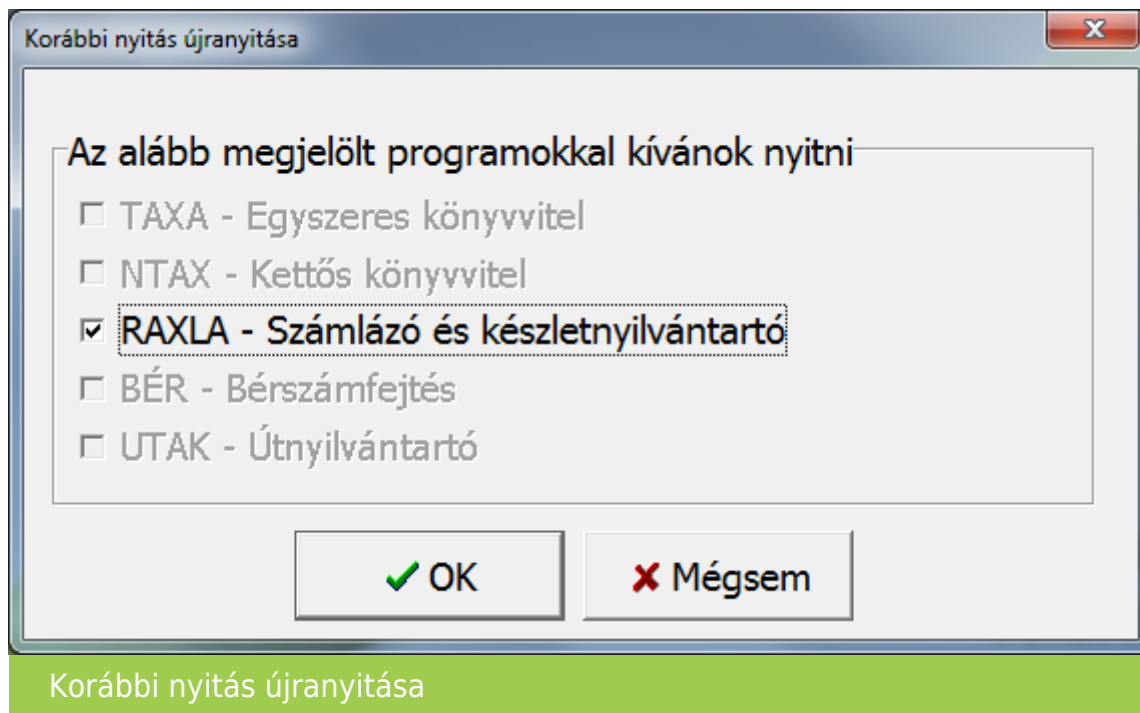 Korábbi nyitás újranyitása
Az alább megjelölt programokkal kívánok nyitni
TAXA - Egyszeres könyvvitel
NTAX - Kettős könyvvitel
RAXLA - Számlázó és készletnyilvántartó
BÉR - Bérszámfejtés
UTAK - Útnyilvántartó
OK
Mégsem
Korábbi nyitás újranyitása